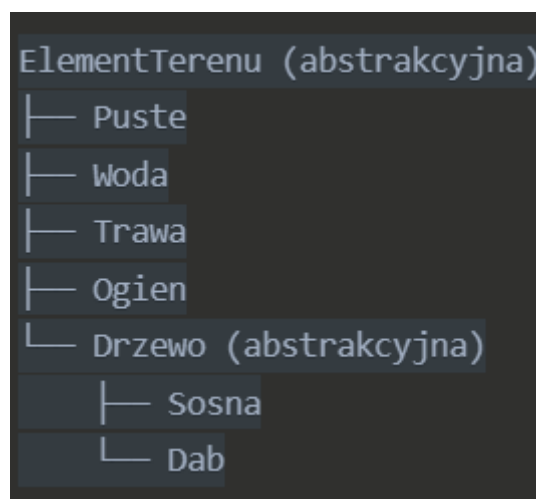 ElementTerenu (abstrakcyjna)
├── Puste
├── Woda
├── Trawa
├── Ogien
└── Drzewo (abstrakcyjna)
    ├── Sosna
    └── Dab